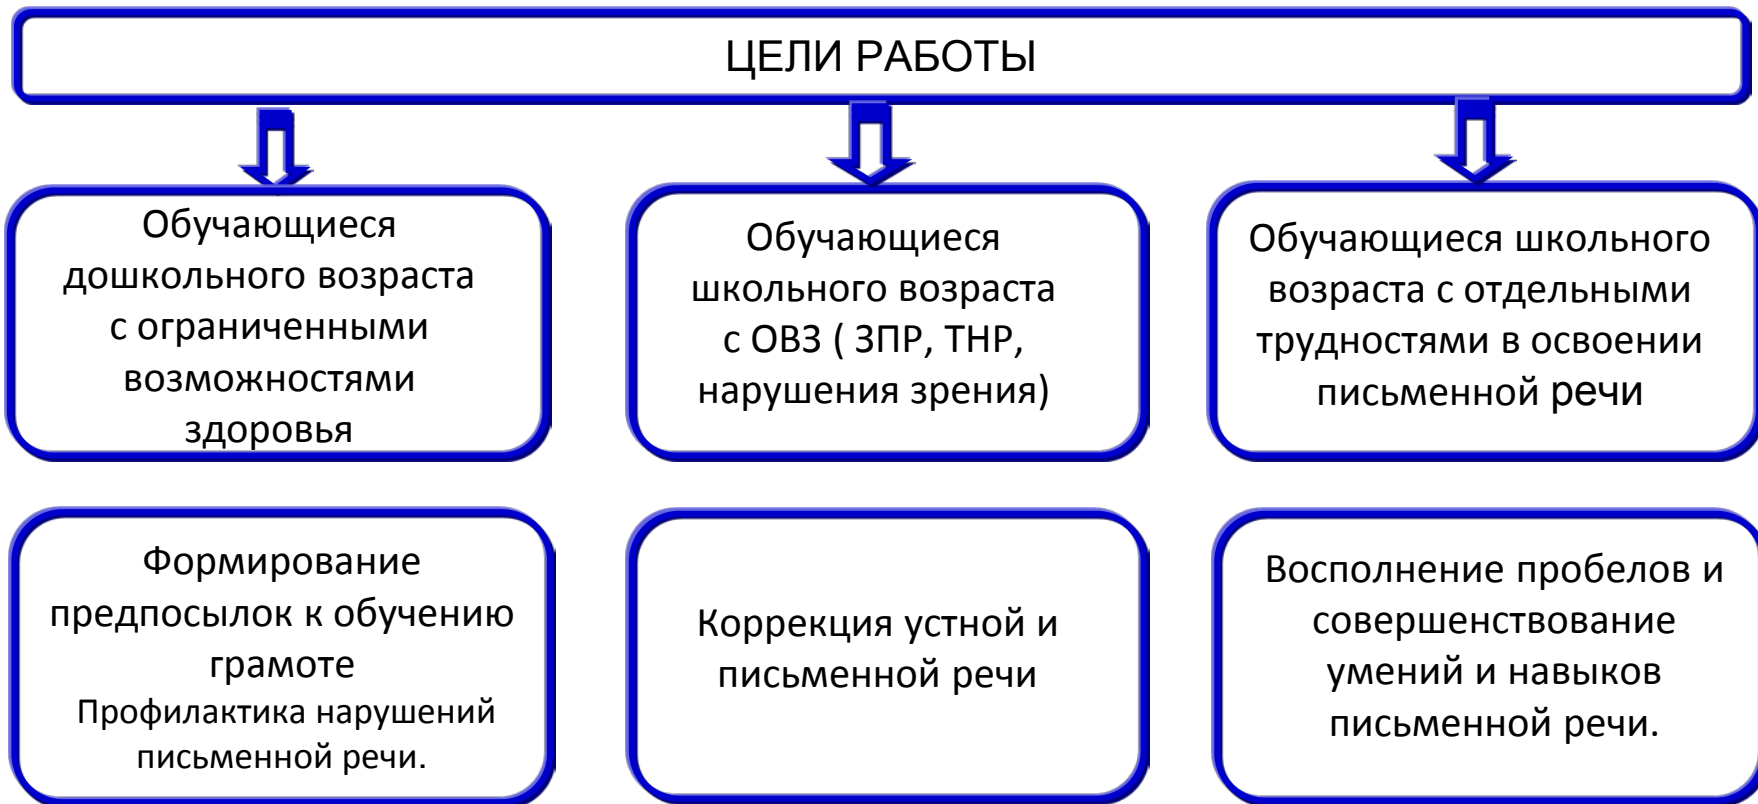 ЦЕЛИ РАБОТЫ
Обучающиеся
дошкольного возраста
с ограниченными
возможностями
здоровья
Обучающиеся
школьного возраста
с ОВЗ ( ЗПР, ТНР,
нарушения зрения)
Обучающиеся школьного
возраста с отдельными
трудностями в освоении
письменной речи
Формирование
предпосылок к обучению
грамоте
Профилактика нарушений
письменной речи.
Коррекция устной и
письменной речи
Восполнение пробелов и
совершенствование
умений и навыков
письменной речи.